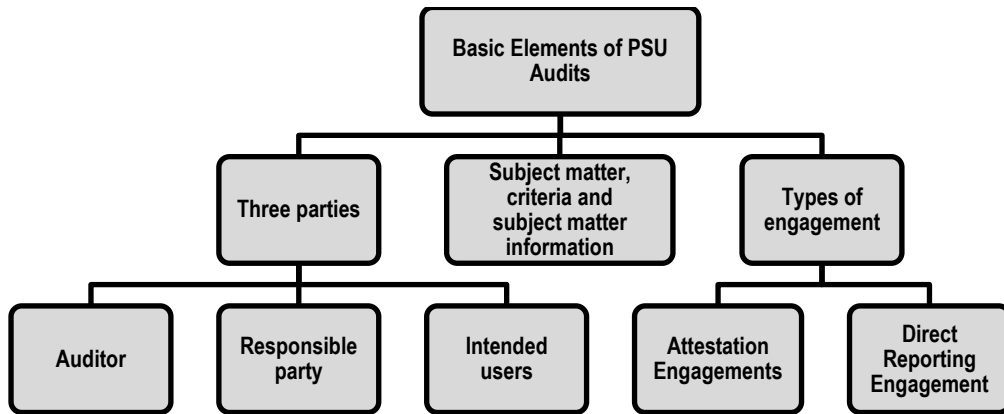 Basic Elements of PSU
Audits
Three parties
Subject matter,
criteria and
subject matter
information
Types of
engagement
Auditor
Responsible
party
Intended
users
Attestation
Engagements
Direct
Reporting
Engagement